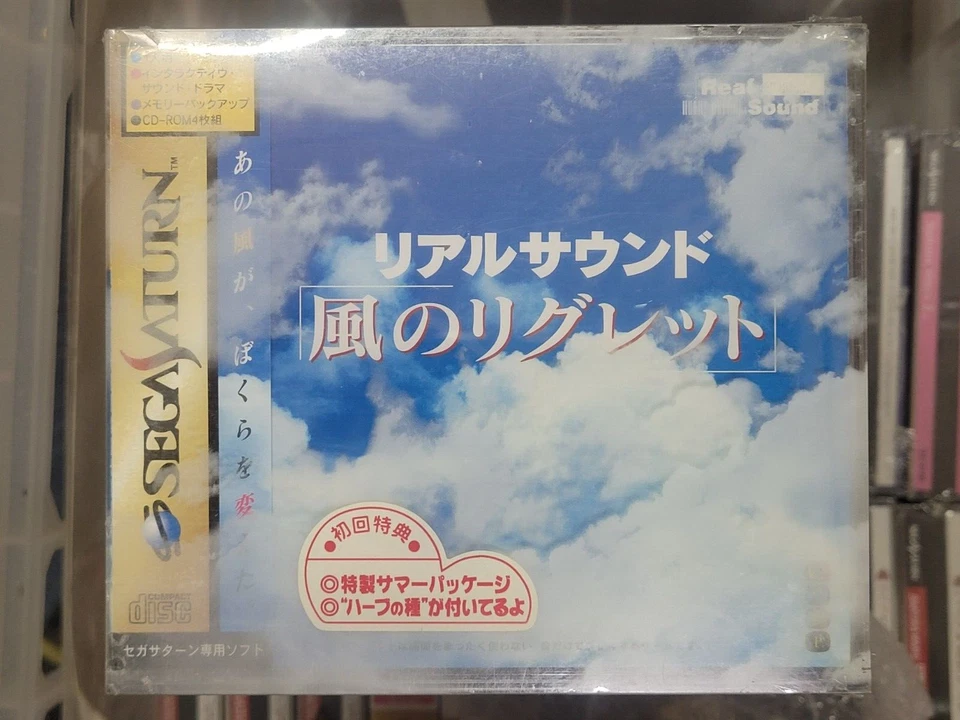 インタラクティヴ・
サウンド・ドラマ
メモリーバックアップ
CD-ROM4枚組
SEGA SATURN™
COMPACT
disc
セガサターン専用ソフト
あの風が、ぼくらを変えた
Real
Sound
リアルサウンド
「風のリグレット」
初回特典
◎特製サマーパッケージ
◎“ハーブの種”が付いてるよ